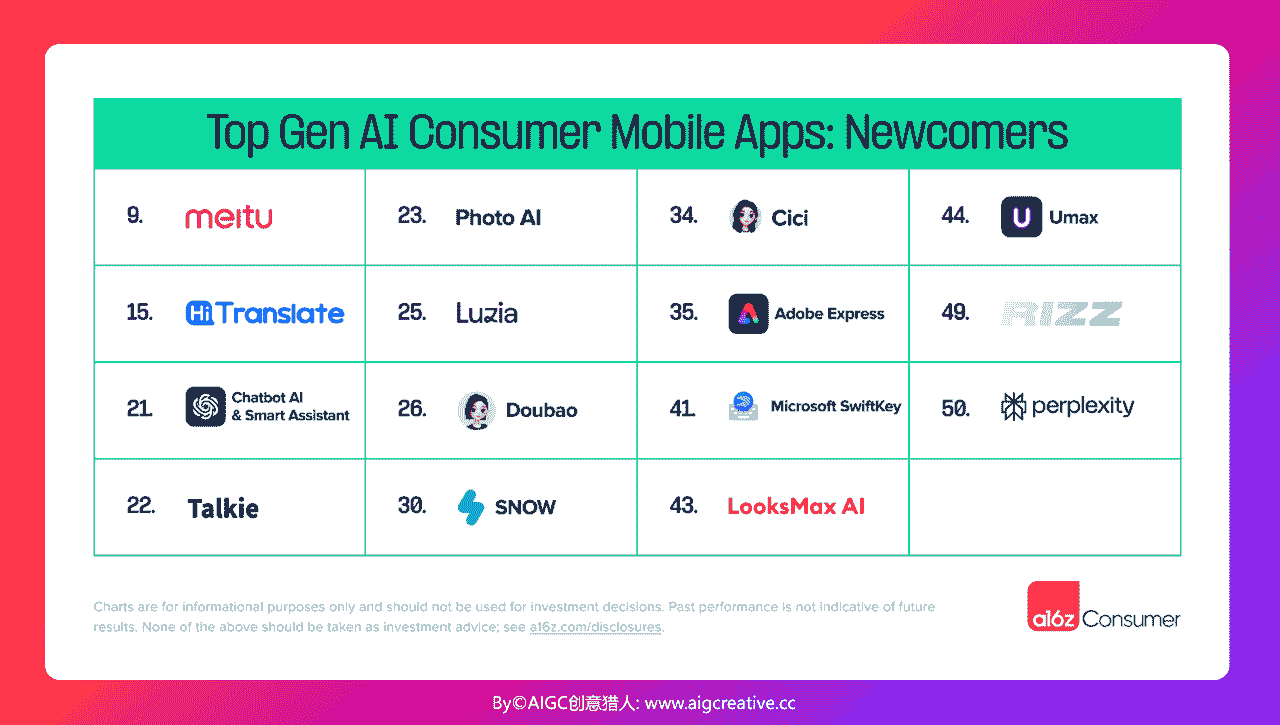 Top Gen AI Consumer Mobile Apps: Newcomers
9. meitu
15. Hi Translate
21. Chatbot AI
& Smart Assistant
22. Talkie
23. Photo AI
25. Luzia
26. Doubao
30. SNOW
34. Cici
35. Adobe Express
41. Microsoft SwiftKey
43. LooksMax AI
44. U Umax
49. RIZZ
50. perplexity
Charts are for informational purposes only and should not be used for investment decisions. Past performance is not indicative of future
results. None of the above should be taken as investment advice; see a16z.com/disclosures.
a16z Consumer
By©AIGC创意猎人: www.aigcreative.cc